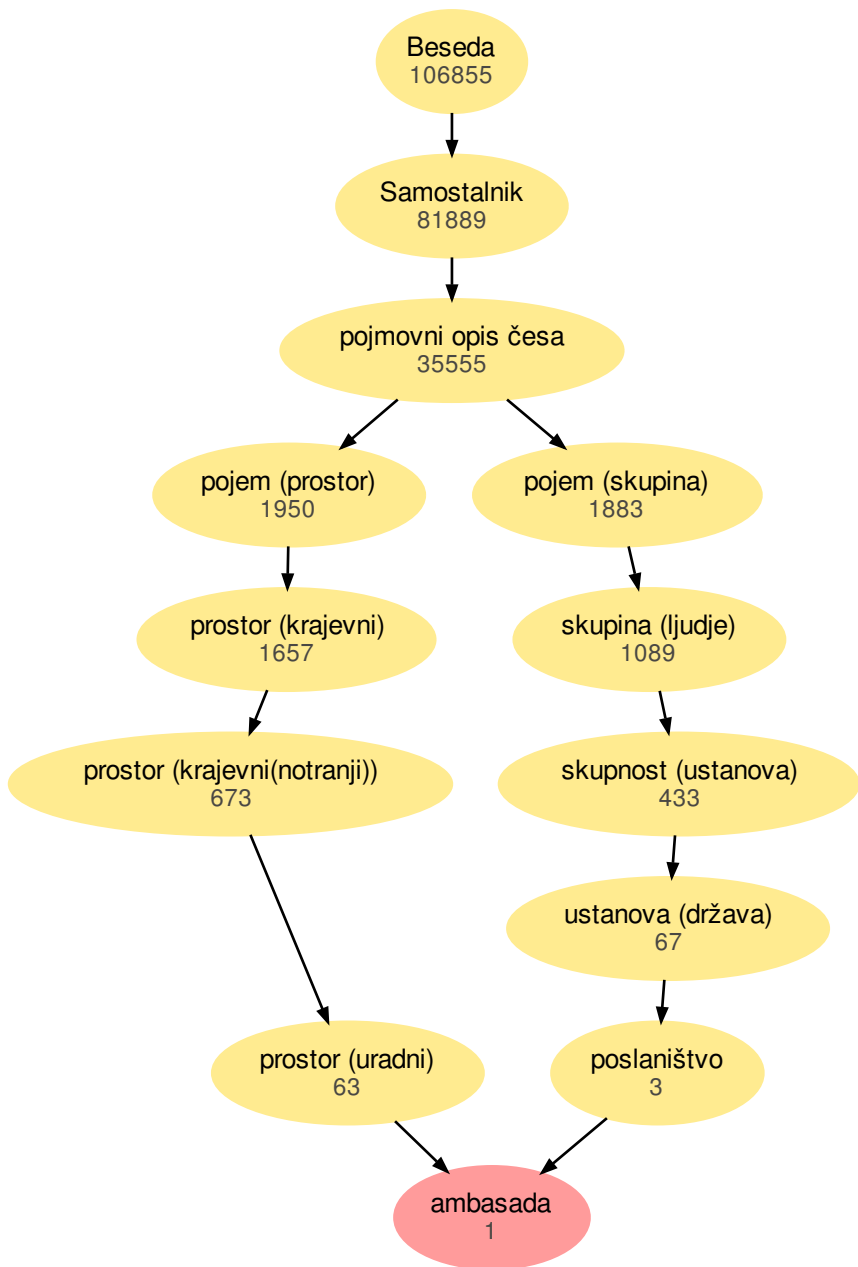 Beseda
106855
Samostalnik
81889
pojmovni opis česa
35555
pojem (prostor)
1950
pojem (skupina)
1883
prostor (krajevni)
1657
skupina (ljudje)
1089
prostor (krajevni(notranji))
673
skupnost (ustanova)
433
ustanova (država)
67
prostor (uradni)
63
poslaništvo
3
ambasada
1